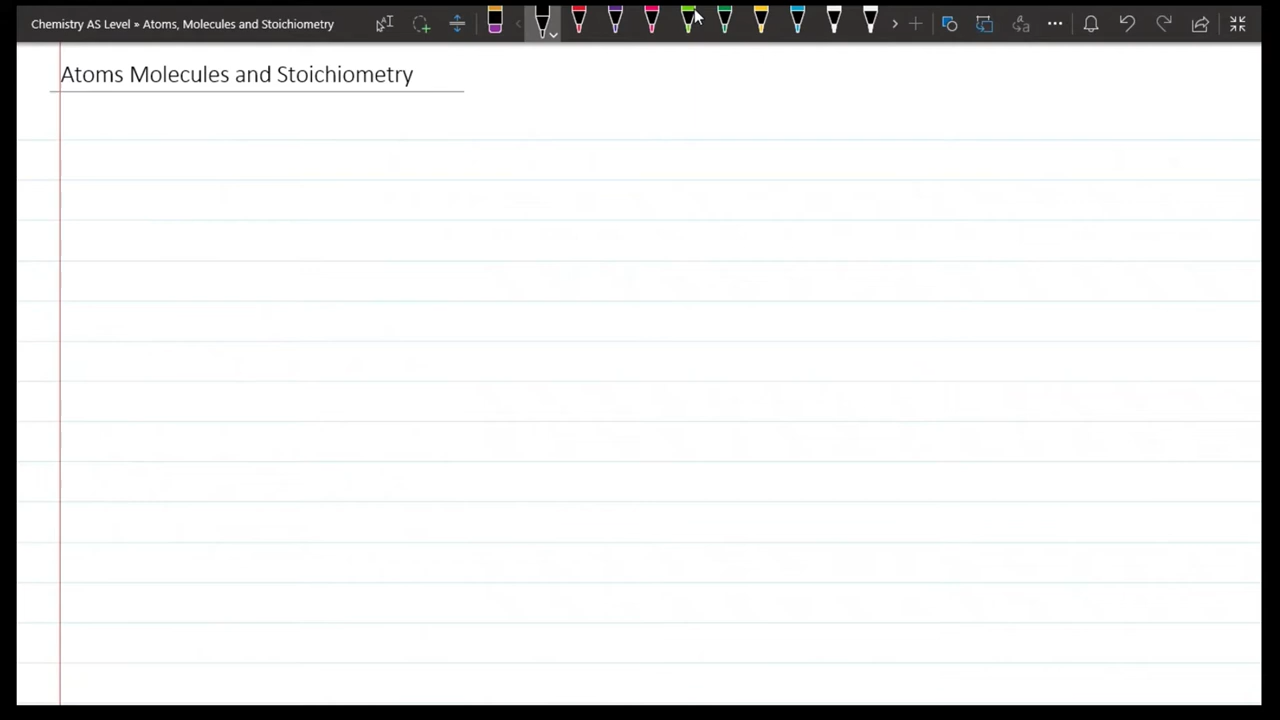 Chemistry AS Level » Atoms, Molecules and Stoichiometry
Atoms Molecules and Stoichiometry